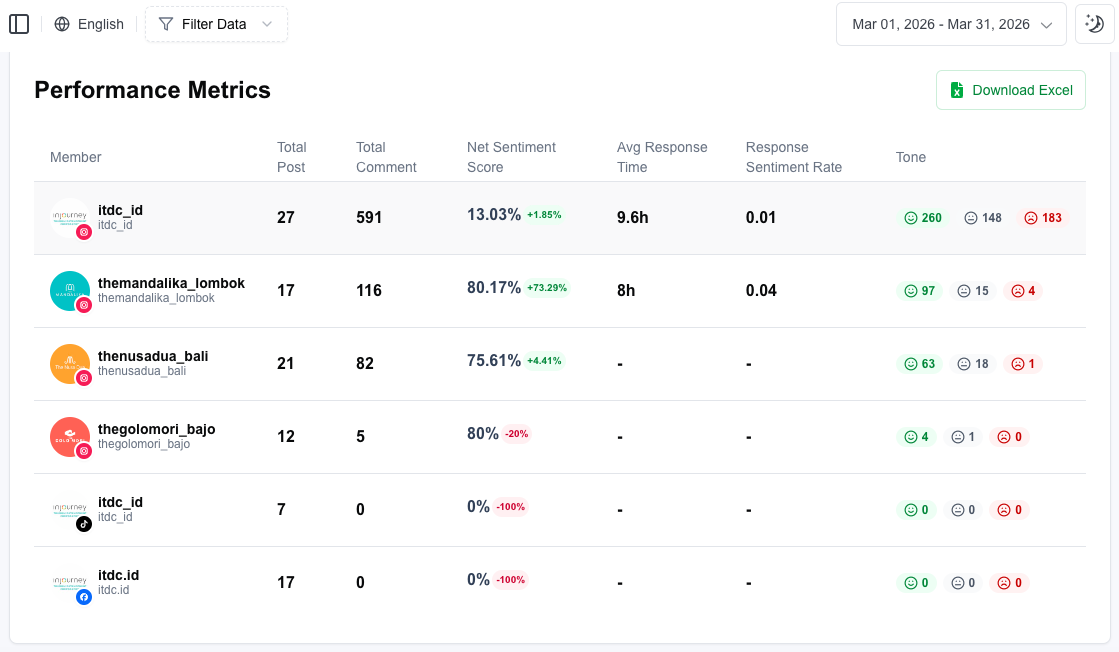 English
Filter Data
Mar 01, 2026 - Mar 31, 2026
Performance Metrics
Download Excel
Member
Total Post
Total Comment
Net Sentiment Score
Avg Response Time
Response Sentiment Rate
Tone
itdc_id
itdc_id
27
591
13.03% +1.85%
9.6h
0.01
260 148 183
themandalika_lombok
themandalika_lombok
17
116
80.17% +73.29%
8h
0.04
97 15 4
thenusadua_bali
thenusadua_bali
21
82
75.61% +4.41%
-
-
63 18 1
thegolomori_bajo
thegolomori_bajo
12
5
80% -20%
-
-
4 1 0
injourney
itdc_id
itdc_id
7
0
0% -100%
-
-
0 0 0
injourney
itdc.id
itdc.id
17
0
0% -100%
-
-
0 0 0